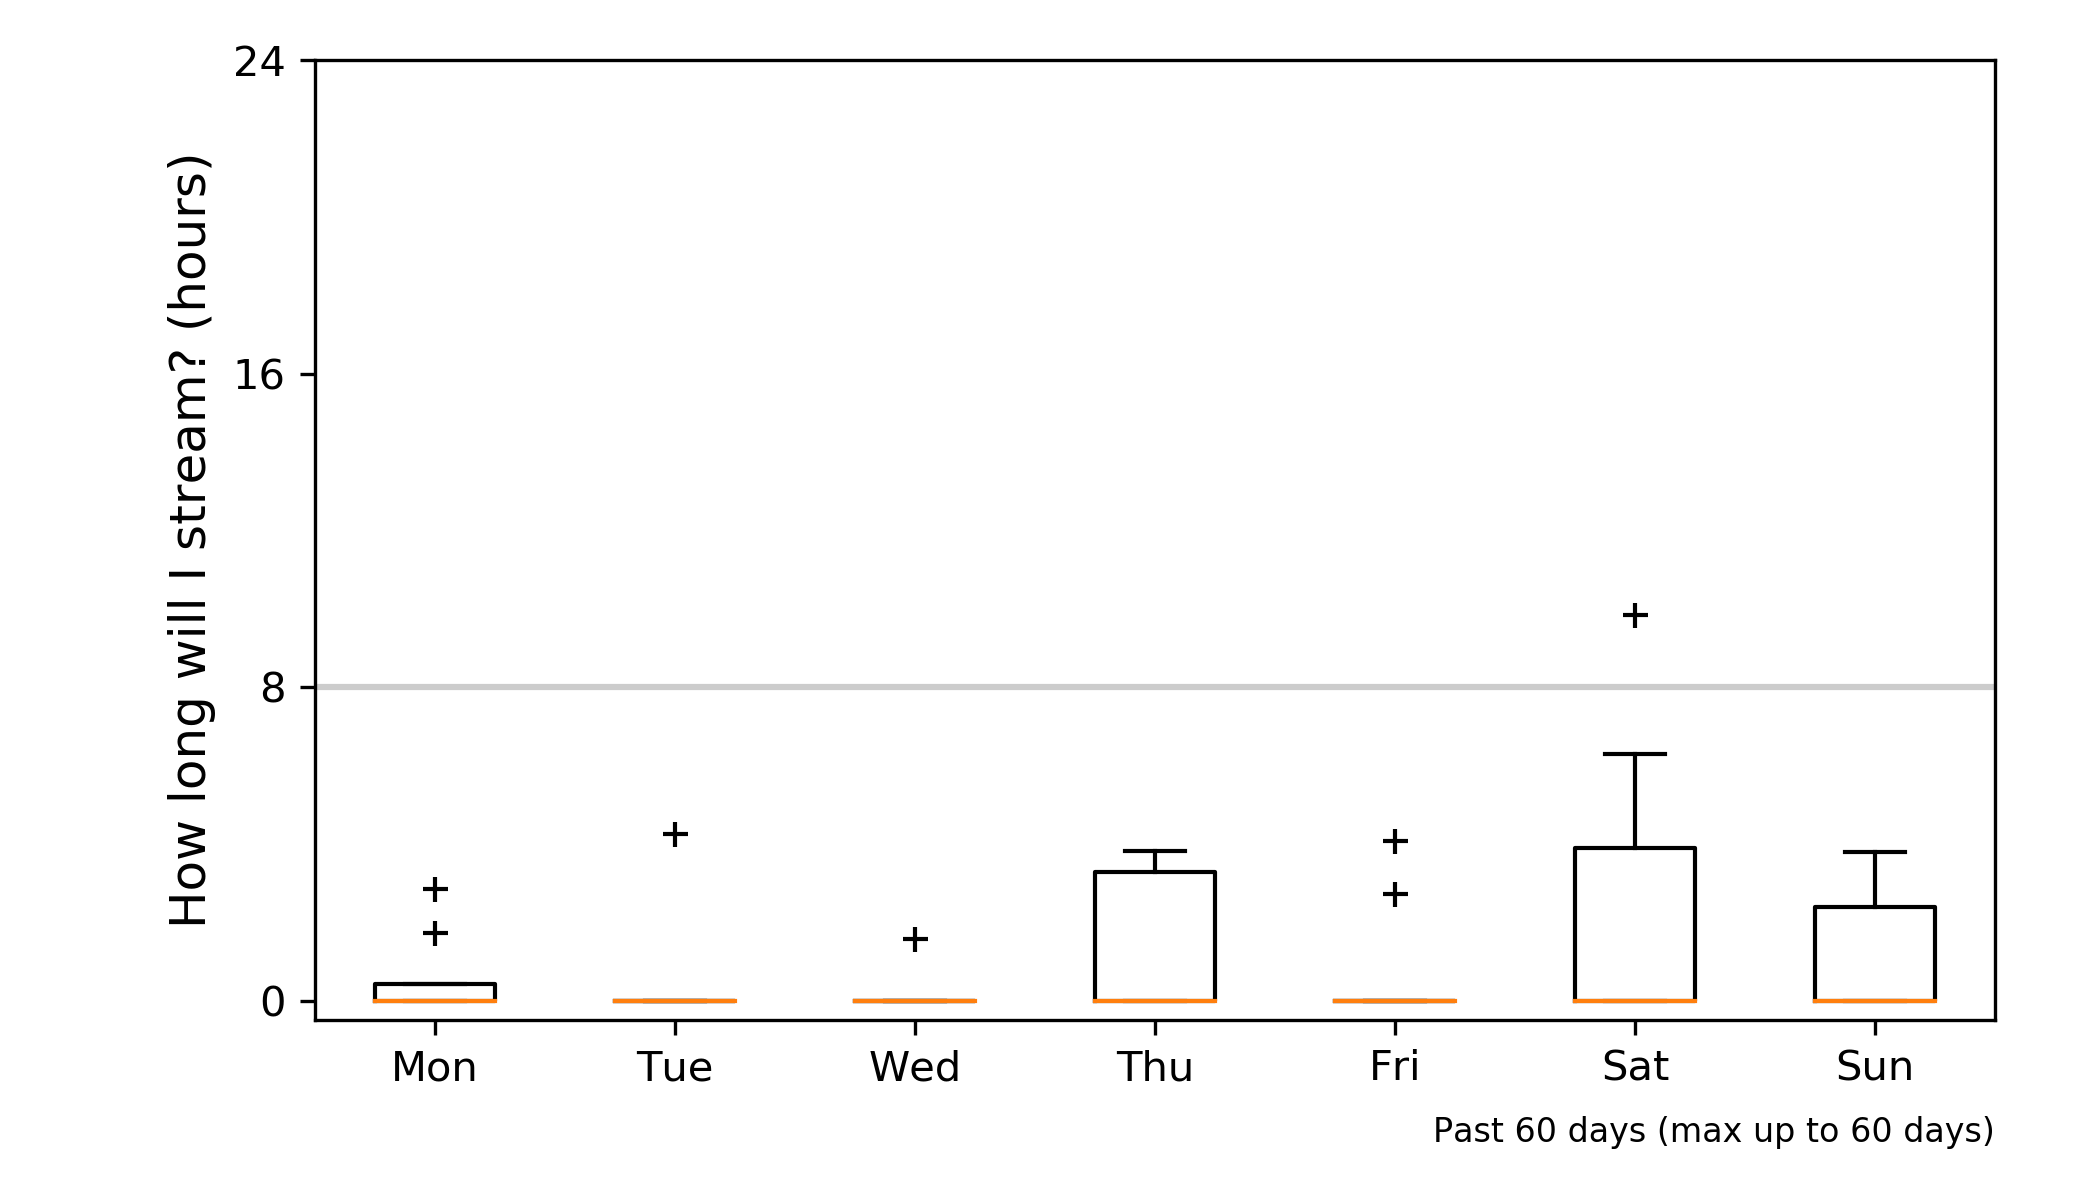 How long will I stream? (hours)
24
16
8
0
Mon Tue Wed Thu Fri Sat Sun
Past 60 days (max up to 60 days)